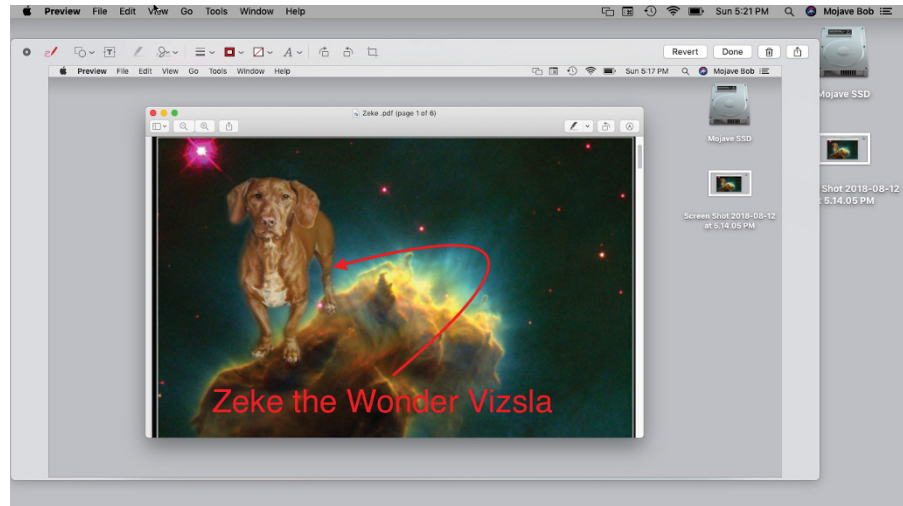 Preview File Edit View Go Tools Window Help Sun 5:21 PM Mojave Bob
Revert Done
Preview File Edit View Go Tools Window Help Sun 5:17 PM Mojave Bob
Mojave SSD
Zeke .pdf (page 1 of 6)
Mojave SSD
Screen Shot 2018-08-12
at 5.14.05 PM
Shot 2018-08-12
5.14.05 PM
Zeke the Wonder Vizsla